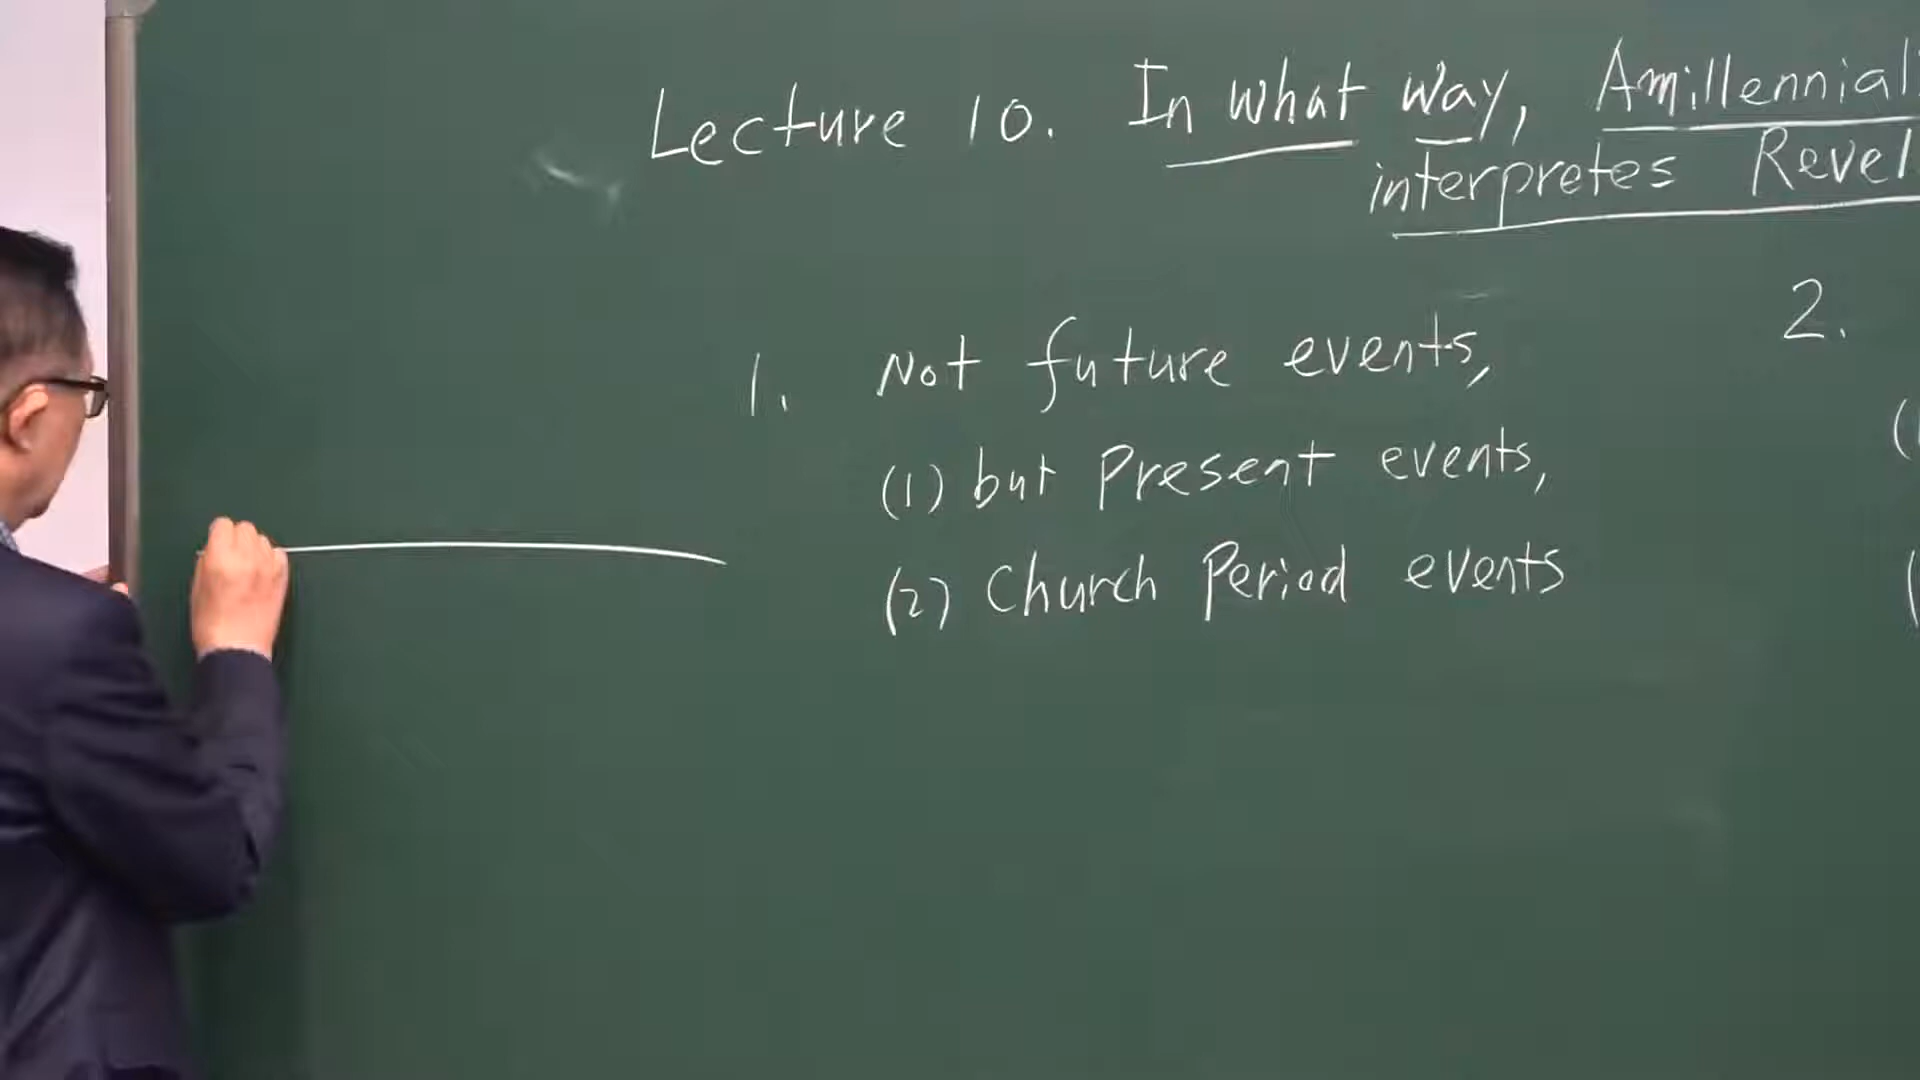 Lecture 10. In what way, Amillennial
interpretes Revel
1. Not future events,
(1) but Present events,
(2) Church Period events
2.